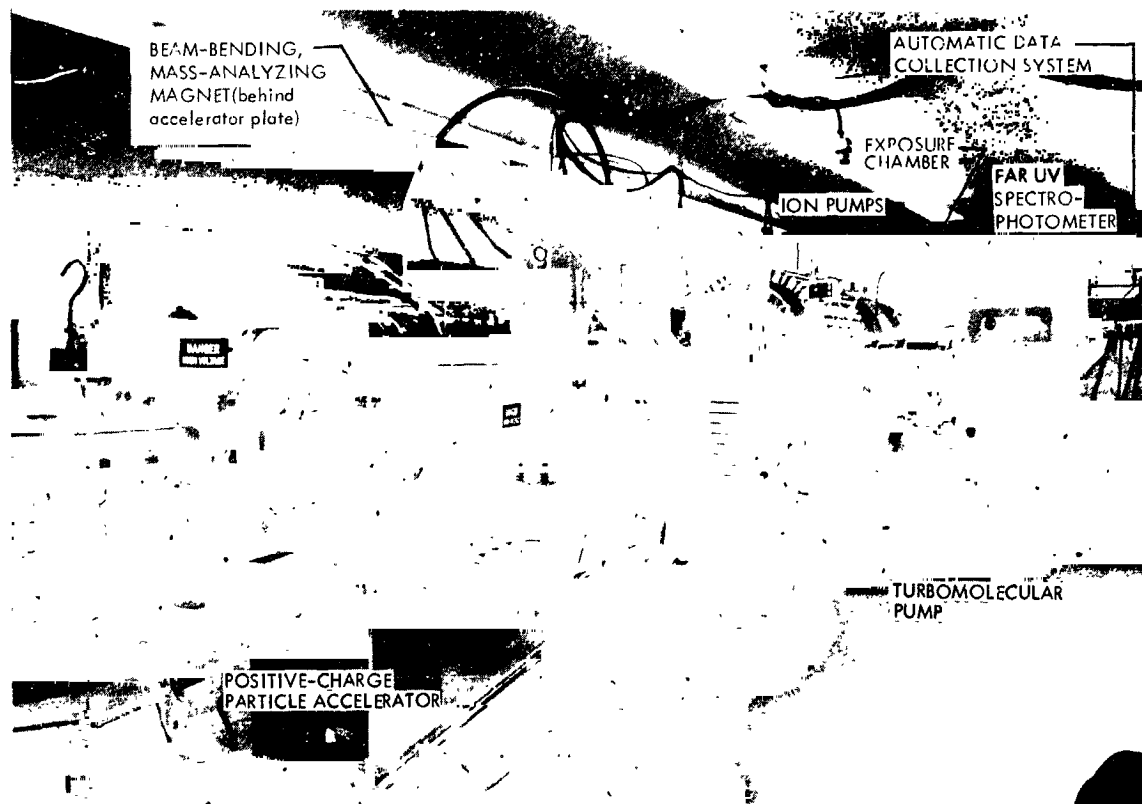 BEAM-BENDING,
MASS-ANALYZING
MAGNET(behind
accelerator plate)
AUTOMATIC DATA
COLLECTION SYSTEM
EXPOSURE
CHAMBER
FAR UV
SPECTRO-
PHOTOMETER
ION PUMPS
DANGER
TURBOMOLECULAR
PUMP
POSITIVE-CHARGE
PARTICLE ACCELERATOR